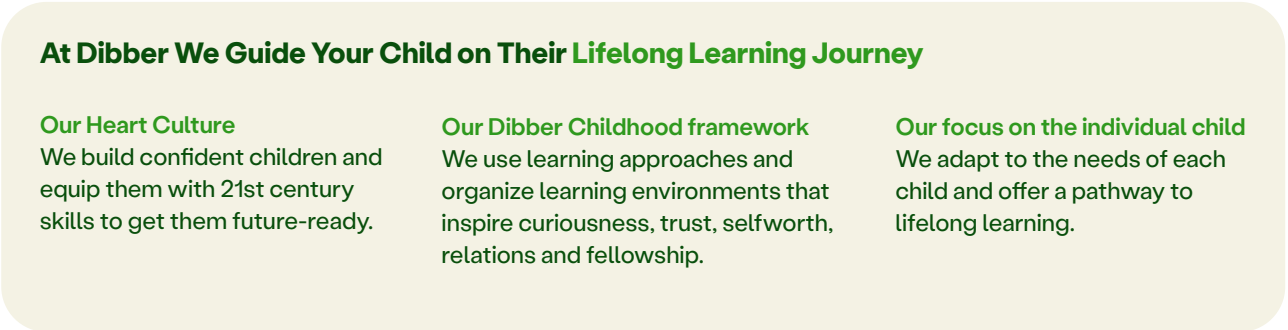 At Dibber We Guide Your Child on Their Lifelong Learning Journey
Our Heart Culture
We build confident children and
equip them with 21st century
skills to get them future-ready.
Our Dibber Childhood framework
We use learning approaches and
organize learning environments that
inspire curiousness, trust, selfworth,
relations and fellowship.
Our focus on the individual child
We adapt to the needs of each
child and offer a pathway to
lifelong learning.